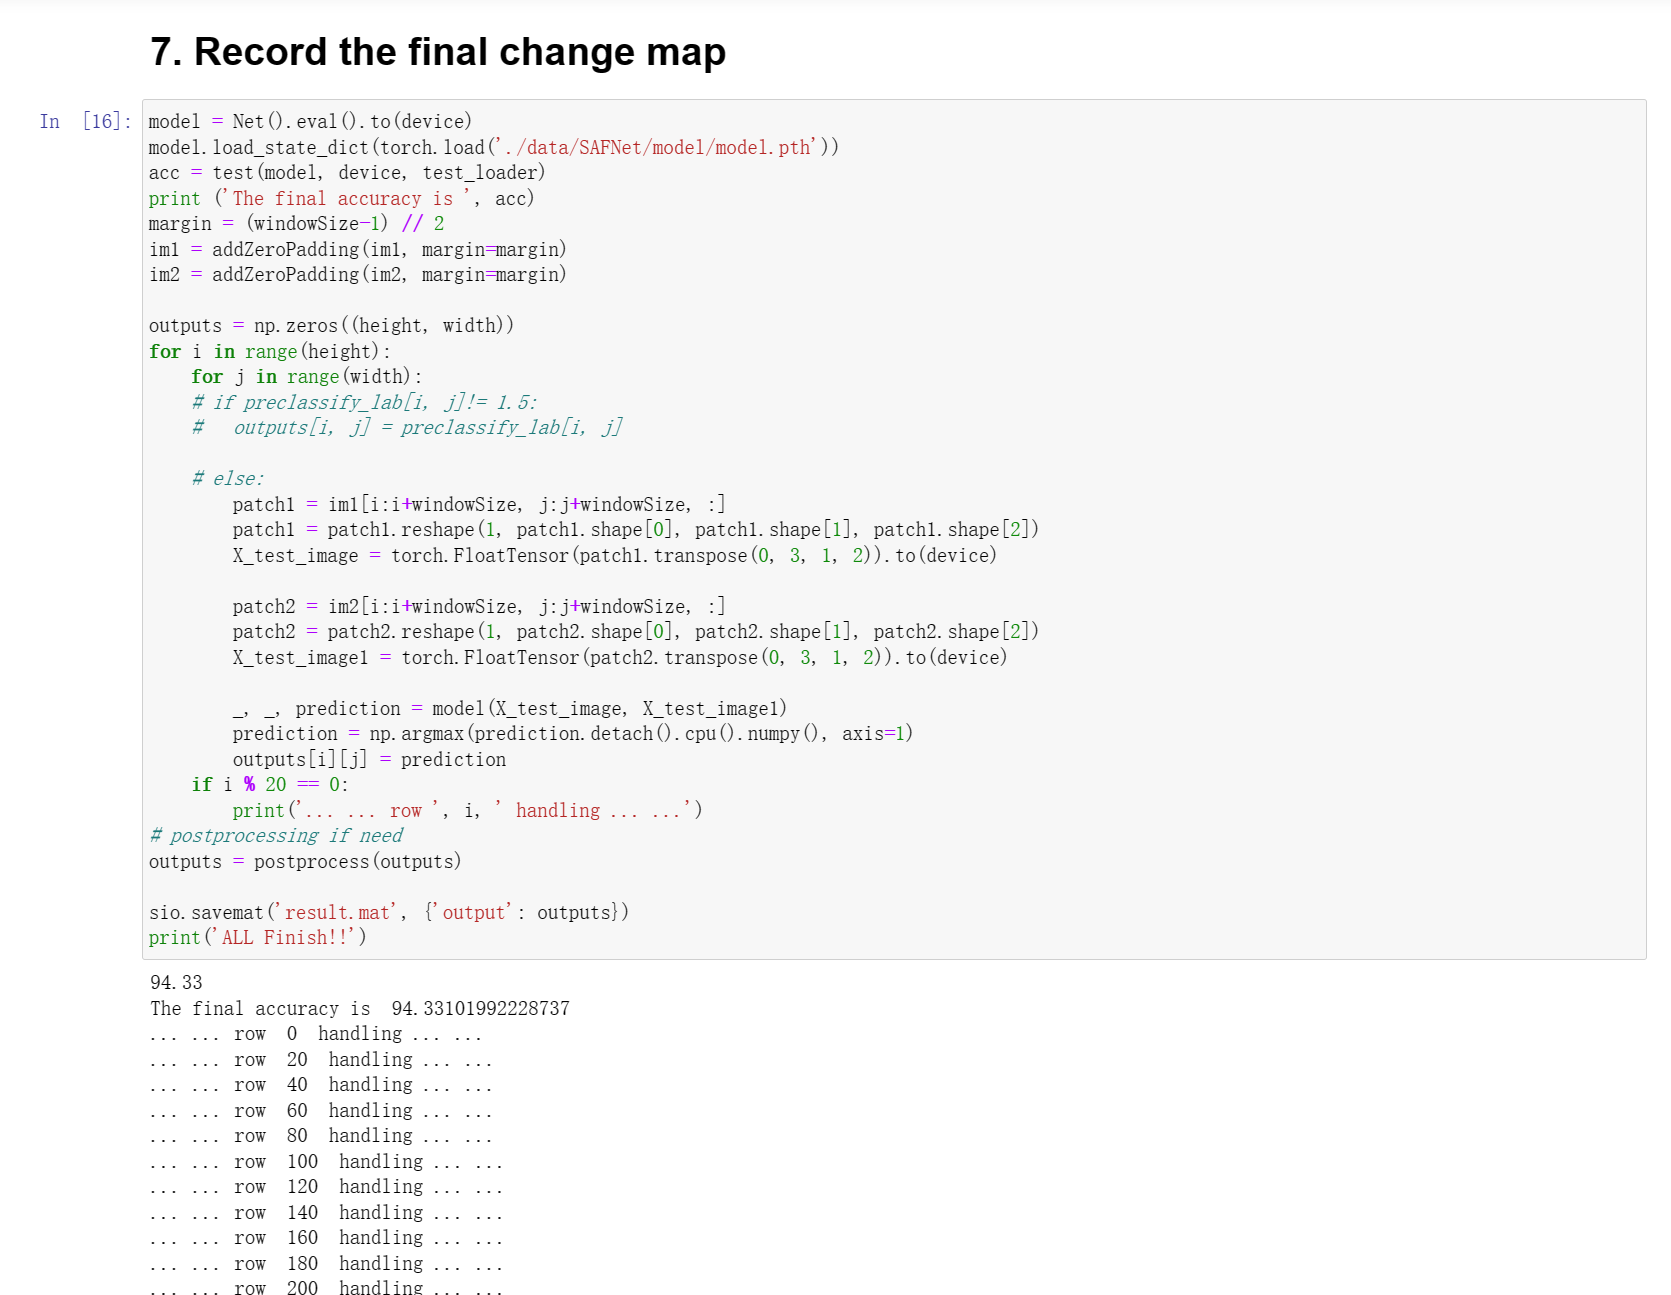 7. Record the final change map
In [16]:
model = Net().eval().to(device)
model.load_state_dict(torch.load('./data/SAFNet/model/model.pth'))
acc = test(model, device, test_loader)
print ('The final accuracy is ', acc)
margin = (windowSize-1) // 2
im1 = addZeroPadding(im1, margin=margin)
im2 = addZeroPadding(im2, margin=margin)
outputs = np.zeros((height, width))
for i in range(height):
    for j in range(width):
    # if preclassify_lab[i, j]!= 1.5:
    #   outputs[i, j] = preclassify_lab[i, j]
    # else:
        patch1 = im1[i:i+windowSize, j:j+windowSize, :]
        patch1 = patch1.reshape(1, patch1.shape[0], patch1.shape[1], patch1.shape[2])
        X_test_image = torch.FloatTensor(patch1.transpose(0, 3, 1, 2)).to(device)
        patch2 = im2[i:i+windowSize, j:j+windowSize, :]
        patch2 = patch2.reshape(1, patch2.shape[0], patch2.shape[1], patch2.shape[2])
        X_test_image1 = torch.FloatTensor(patch2.transpose(0, 3, 1, 2)).to(device)
        _, _, prediction = model(X_test_image, X_test_image1)
        prediction = np.argmax(prediction.detach().cpu().numpy(), axis=1)
        outputs[i][j] = prediction
    if i % 20 == 0:
        print('... ... row ', i, ' handling ... ...')
# postprocessing if need
outputs = postprocess(outputs)
sio.savemat('result.mat', {'output': outputs})
print('ALL Finish!!')
94.33
The final accuracy is  94.33101992228737
... ... row  0  handling ... ...
... ... row  20  handling ... ...
... ... row  40  handling ... ...
... ... row  60  handling ... ...
... ... row  80  handling ... ...
... ... row  100  handling ... ...
... ... row  120  handling ... ...
... ... row  140  handling ... ...
... ... row  160  handling ... ...
... ... row  180  handling ... ...
... ... row  200  handling ... ...